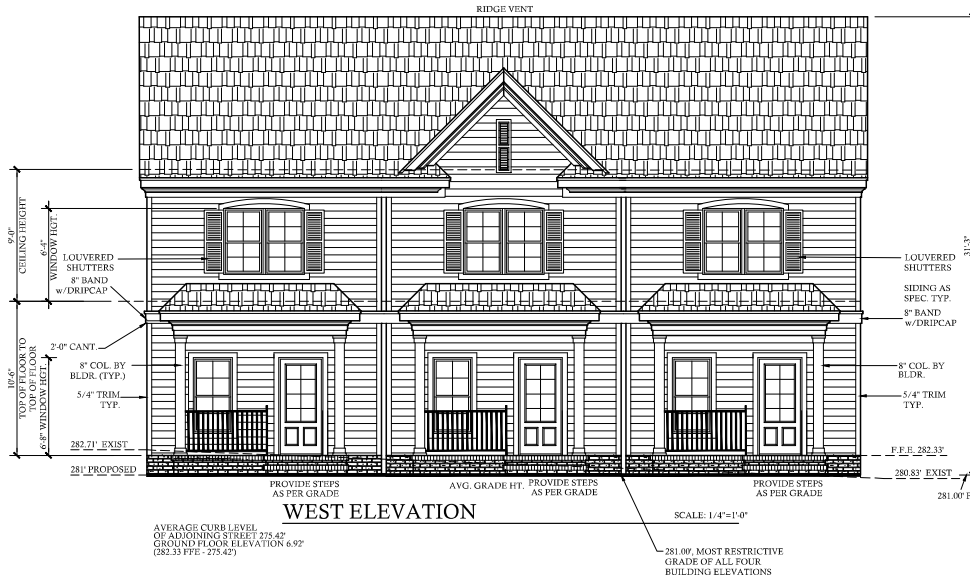 RIDGE VENT
9'-0"
CEILING HEIGHT
6'-4"
WINDOW HGT.
31'-3"
LOUVERED
SHUTTERS
8" BAND
w/DRIPCAP
LOUVERED
SHUTTERS
SIDING AS
SPEC. TYP.
8" BAND
w/DRIPCAP
2'-0" CANT.
10'-6"
TOP OF FLOOR TO
TOP OF FLOOR
6'-8" WINDOW HGT.
8" COL. BY
BLDR. (TYP.)
5/4" TRIM
TYP.
8" COL. BY
BLDR.
5/4" TRIM
TYP.
282.71' EXIST
281' PROPOSED
F.F.E. 282.33'
280.83' EXIST
281.00' E
PROVIDE STEPS
AS PER GRADE
AVG. GRADE HT.
PROVIDE STEPS
AS PER GRADE
PROVIDE STEPS
AS PER GRADE
WEST ELEVATION
SCALE: 1/4"=1'-0"
AVERAGE CURB LEVEL
OF ADJOINING STREET 275.42'
GROUND FLOOR ELEVATION 6.92'
(282.33 FFE - 275.42')
281.00', MOST RESTRICTIVE
GRADE OF ALL FOUR
BUILDING ELEVATIONS